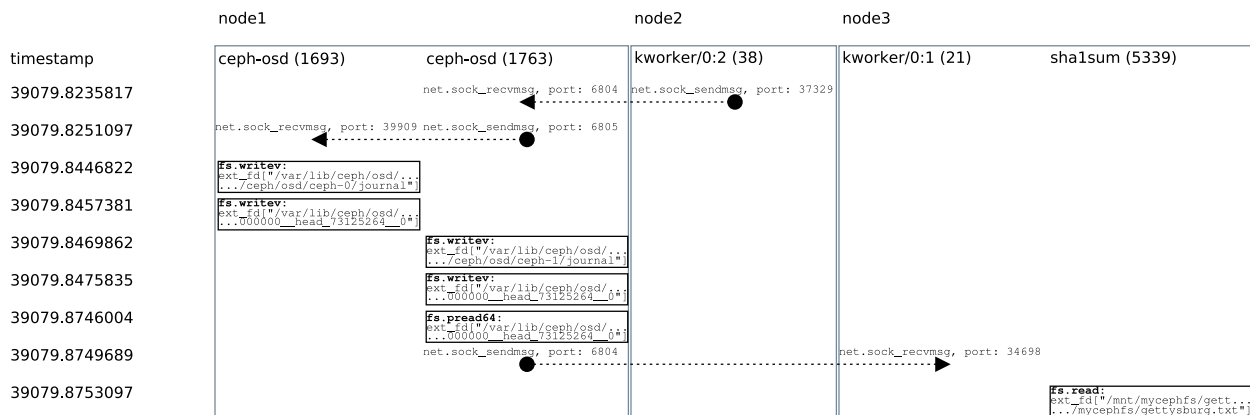 node1 node2 node3
timestamp ceph-osd (1693) ceph-osd (1763) kworker/0:2 (38) kworker/0:1 (21) sha1sum (5339)
39079.8235817 net.sock_recvmsg, port: 6804 net.sock_sendmsg, port: 37329
39079.8251097 net.sock_recvmsg, port: 39909 net.sock_sendmsg, port: 6805
39079.8446822
fs.writev:
ext_fd["/var/lib/ceph/osd/...
.../ceph/osd/ceph-0/journal"]
39079.8457381
fs.writev:
ext_fd["/var/lib/ceph/osd/...
...000000__head_73125264__0"]
39079.8469862
fs.writev:
ext_fd["/var/lib/ceph/osd/...
.../ceph/osd/ceph-1/journal"]
39079.8475835
fs.writev:
ext_fd["/var/lib/ceph/osd/...
...000000__head_73125264__0"]
39079.8746004
fs.pread64:
ext_fd["/var/lib/ceph/osd/...
...000000__head_73125264__0"]
39079.8749689 net.sock_sendmsg, port: 6804 net.sock_recvmsg, port: 34698
39079.8753097
fs.read:
ext_fd["/mnt/mycephfs/gett...
.../mycephfs/gettysburg.txt"]